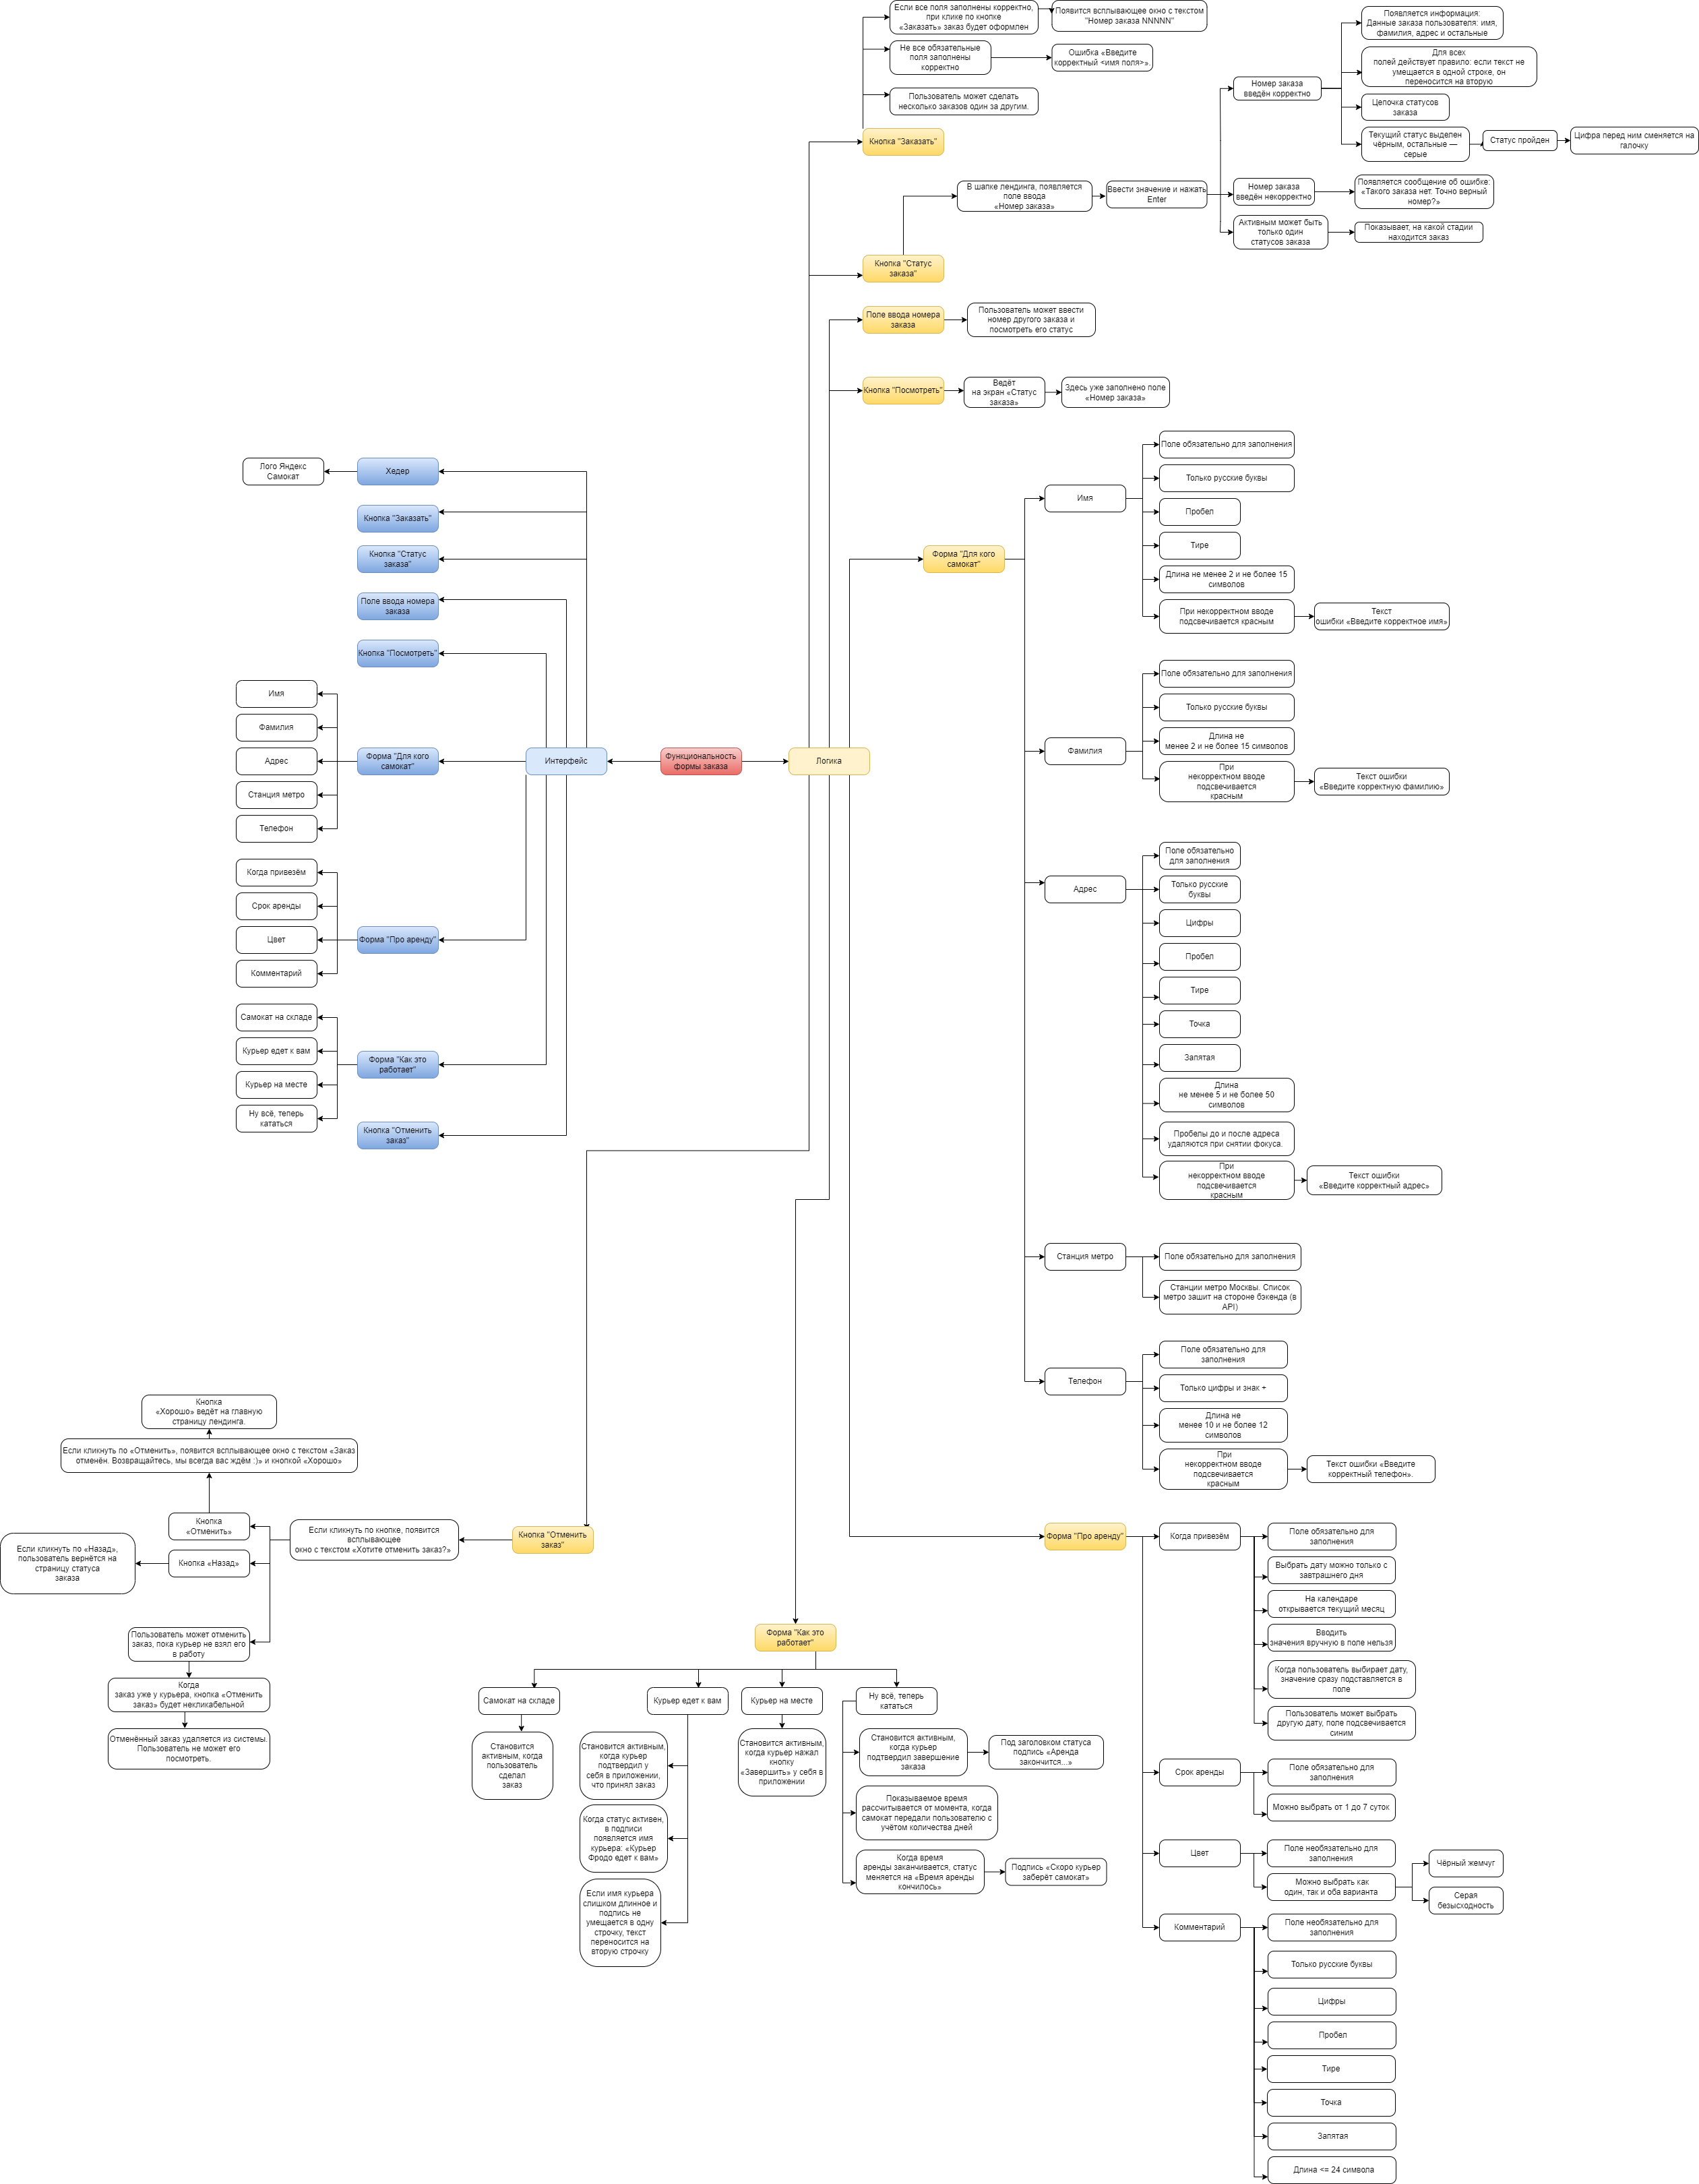 Если все поля заполнены корректно,
при клике по кнопке
«Заказать» заказ будет оформлен
Появится всплывающее окно с текстом
"Номер заказа NNNNN"
Не все обязательные
поля заполнены
корректно
Ошибка «Введите
корректный <имя поля>».
Пользователь может сделать
несколько заказов один за другим.
Кнопка "Заказать"
Появляется информация:
Данные заказа пользователя: имя,
фамилия, адрес и остальные
Для всех
полей действует правило: если текст не
умещается в одной строке, он
переносится на вторую
Номер заказа
введён корректно
Цепочка статусов
заказа
Текущий статус выделен
чёрным, остальные —
серые
Статус пройден
Цифра перед ним сменяется на
галочку
В шапке лендинга, появляется
поле ввода
«Номер заказа»
Ввести значение и нажать
Enter
Номер заказа
введён некорректно
Появляется сообщение об ошибке:
«Такого заказа нет. Точно верный
номер?»
Активным может быть
только один
статусов заказа
Показывает, на какой стадии
находится заказ
Кнопка "Статус
заказа"
Поле ввода номера
заказа
Пользователь может ввести
номер другого заказа и
посмотреть его статус
Кнопка "Посмотреть"
Ведёт
на экран «Статус
заказа»
Здесь уже заполнено поле
«Номер заказа»
Лого Яндекс
Самокат
Хедер
Кнопка "Заказать"
Кнопка "Статус
заказа"
Поле ввода номера
заказа
Кнопка "Посмотреть"
Имя
Фамилия
Адрес
Станция метро
Телефон
Форма "Для кого
самокат"
Интерфейс
Функциональность
формы заказа
Логика
Когда привезём
Срок аренды
Цвет
Комментарий
Форма "Про аренду"
Самокат на складе
Курьер едет к вам
Курьер на месте
Ну всё, теперь
кататься
Форма "Как это
работает"
Кнопка "Отменить
заказ"
Форма "Для кого
самокат"
Имя
Поле обязательно для заполнения
Только русские буквы
Пробел
Тире
Длина не менее 2 и не более 15
символов
При некорректном вводе
подсвечивается красным
Текст
ошибки «Введите корректное имя»
Фамилия
Поле обязательно для заполнения
Только русские буквы
Длина не
менее 2 и не более 15 символов
При
некорректном вводе
подсвечивается
красным
Текст ошибки
«Введите корректную фамилию»
Адрес
Поле обязательно
для заполнения
Только русские
буквы
Цифры
Пробел
Тире
Точка
Запятая
Длина
не менее 5 и не более 50
символов
Пробелы до и после адреса
удаляются при снятии фокуса.
При
некорректном вводе
подсвечивается
красным
Текст ошибки
«Введите корректный адрес»
Станция метро
Поле обязательно для заполнения
Станции метро Москвы. Список
метро зашит на стороне бэкенда (в
API)
Телефон
Поле обязательно для
заполнения
Только цифры и знак +
Длина не
менее 10 и не более 12
символов
При
некорректном вводе
подсвечивается
красным
Текст ошибки «Введите
корректный телефон».
Кнопка
«Хорошо» ведёт на главную
страницу лендинга.
Если кликнуть по «Отменить», появится всплывающее окно с текстом «Заказ
отменён. Возвращайтесь, мы всегда вас ждём :)» и кнопкой «Хорошо»
Кнопка
«Отменить»
Если кликнуть по «Назад»,
пользователь вернётся на
страницу статуса
заказа
Кнопка «Назад»
Если кликнуть по кнопке, появится
всплывающее
окно с текстом «Хотите отменить заказ?»
Кнопка "Отменить
заказ"
Пользователь может отменить
заказ, пока курьер не взял его
в работу
Когда
заказ уже у курьера, кнопка «Отменить
заказ» будет некликабельной
Отменённый заказ удаляется из системы.
Пользователь не может его
посмотреть.
Форма "Как это
работает"
Самокат на складе
Курьер едет к вам
Курьер на месте
Ну всё, теперь
кататься
Становится
активным, когда
пользователь
сделал
заказ
Становится активным,
когда курьер
подтвердил у
себя в приложении,
что принял заказ
Когда статус активен,
в подписи
появляется имя
курьера: «Курьер
Фродо едет к вам»
Если имя курьера
слишком длинное и
подпись не
умещается в одну
строчку, текст
переносится на
вторую строчку
Становится активным,
когда курьер нажал
кнопку
«Завершить» у себя в
приложении
Становится активным,
когда курьер
подтвердил завершение
заказа
Под заголовком статуса
подпись «Аренда
закончится...»
Показываемое время
рассчитывается от момента, когда
самокат передали пользователю с
учётом количества дней
Когда время
аренды заканчивается, статус
меняется на «Время аренды
кончилось»
Подпись «Скоро курьер
заберёт самокат»
Форма "Про аренду"
Когда привезём
Поле обязательно для
заполнения
Выбрать дату можно только с
завтрашнего дня
На календаре
открывается текущий месяц
Вводить
значения вручную в поле нельзя
Когда пользователь выбирает дату,
значение сразу подставляется в
поле
Пользователь может выбрать
другую дату, поле подсвечивается
синим
Срок аренды
Поле обязательно для
заполнения
Можно выбрать от 1 до 7 суток
Цвет
Поле необязательно для
заполнения
Можно выбрать как
один, так и оба варианта
Чёрный жемчуг
Серая
безысходность
Комментарий
Поле необязательно для
заполнения
Только русские буквы
Цифры
Пробел
Тире
Точка
Запятая
Длина <= 24 символа